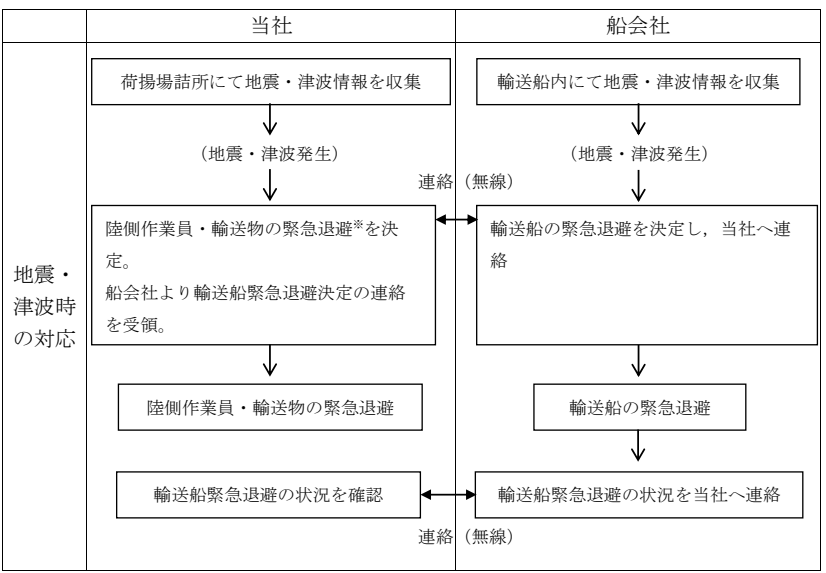 当社
船会社
地震・
津波時
の対応
荷揚場詰所にて地震・津波情報を収集
輸送船内にて地震・津波情報を収集
（地震・津波発生）
（地震・津波発生）
連絡（無線）
陸側作業員・輸送物の緊急退避※を決
定。
船会社より輸送船緊急退避決定の連絡
を受領。
輸送船の緊急退避を決定し，当社へ連
絡
陸側作業員・輸送物の緊急退避
輸送船の緊急退避
輸送船緊急退避の状況を確認
輸送船緊急退避の状況を当社へ連絡
連絡（無線）